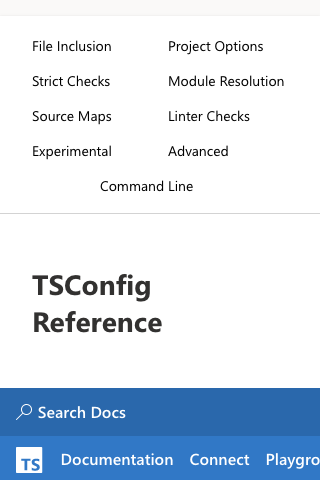 File Inclusion
Project Options
Strict Checks
Module Resolution
Source Maps
Linter Checks
Experimental
Advanced
Command Line
TSConfig
Reference
Search Docs
TS
Documentation
Connect
Playgro